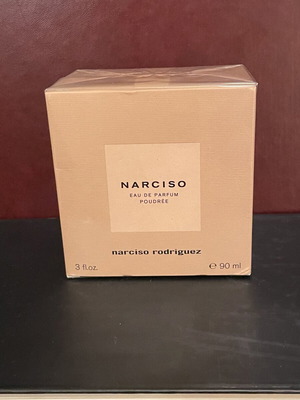 NARCISO
EAU DE PARFUM
POUDRÉE
narciso rodriguez
3 fl.oz. ℮ 90 ml